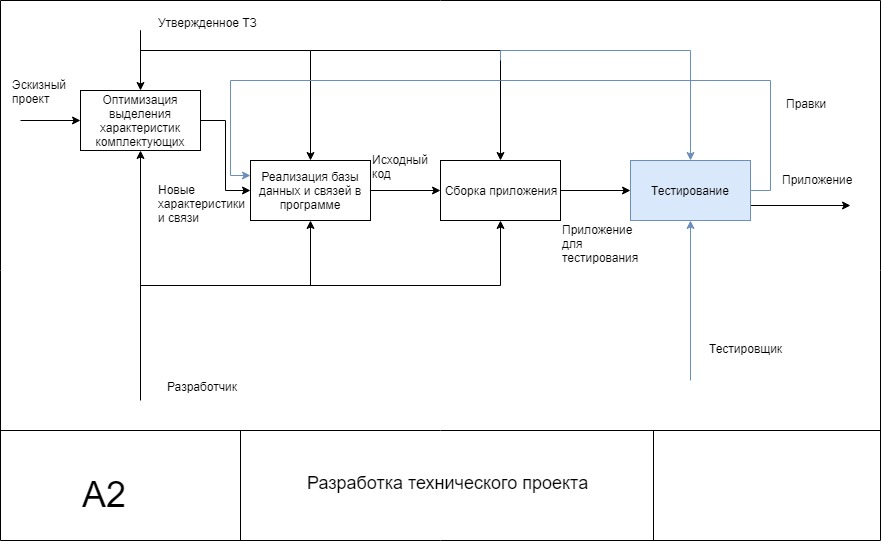 Утвержденное ТЗ
Эскизный
проект
Оптимизация
выделения
характеристик
комплектующих
Правки
Исходный
код
Реализация базы
данных и связей в
программе
Сборка приложения
Тестирование
Приложение
Новые
характеристики
и связи
Приложение
для
тестирования
Тестировщик
Разработчик
А2
Разработка технического проекта